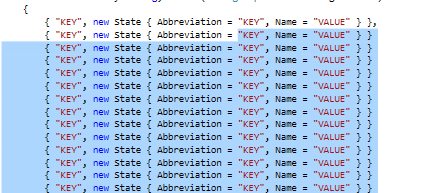 {
{ "KEY", new State { Abbreviation = "KEY", Name = "VALUE" } },
{ "KEY", new State { Abbreviation = "KEY", Name = "VALUE" } }
{ "KEY", new State { Abbreviation = "KEY", Name = "VALUE" } }
{ "KEY", new State { Abbreviation = "KEY", Name = "VALUE" } }
{ "KEY", new State { Abbreviation = "KEY", Name = "VALUE" } }
{ "KEY", new State { Abbreviation = "KEY", Name = "VALUE" } }
{ "KEY", new State { Abbreviation = "KEY", Name = "VALUE" } }
{ "KEY", new State { Abbreviation = "KEY", Name = "VALUE" } }
{ "KEY", new State { Abbreviation = "KEY", Name = "VALUE" } }
{ "KEY", new State { Abbreviation = "KEY", Name = "VALUE" } }
{ "KEY", new State { Abbreviation = "KEY", Name = "VALUE" } }
{ "KEY", new State { Abbreviation = "KEY", Name = "VALUE" } }
{ "KEY", new State { Abbreviation = "KEY", Name = "VALUE" } }
{ "KEY", new State { Abbreviation = "KEY", Name = "VALUE" } }